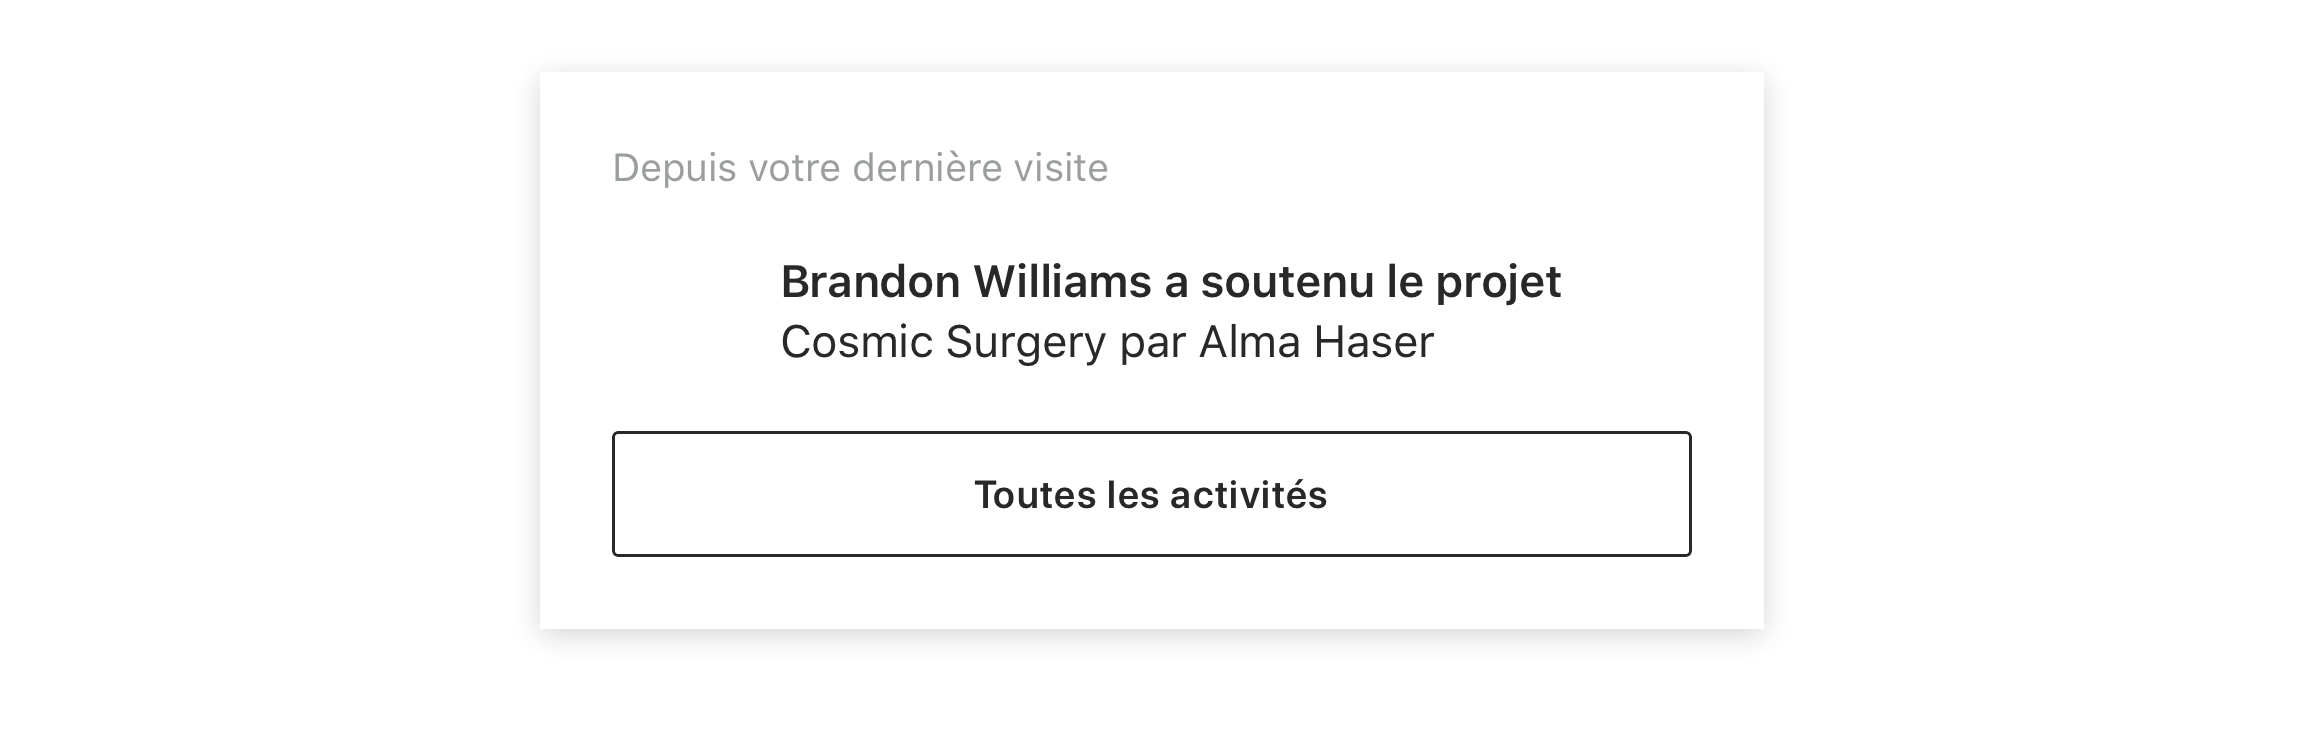 Depuis votre dernière visite
Brandon Williams a soutenu le projet
Cosmic Surgery par Alma Haser
Toutes les activités